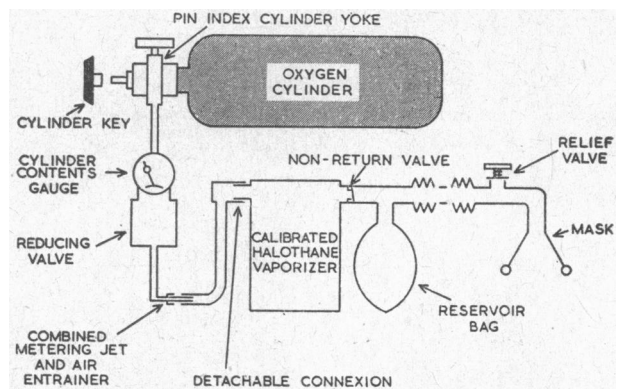 PIN INDEX CYLINDER YOKE
OXYGEN
CYLINDER
CYLINDER KEY
CYLINDER
CONTENTS
GAUGE
NON-RETURN VALVE
RELIEF
VALVE
REDUCING
VALVE
CALIBRATED
HALOTHANE
VAPORIZER
MASK
RESERVOIR
BAG
COMBINED
METERING JET
AND AIR
ENTRAINER
DETACHABLE CONNEXION